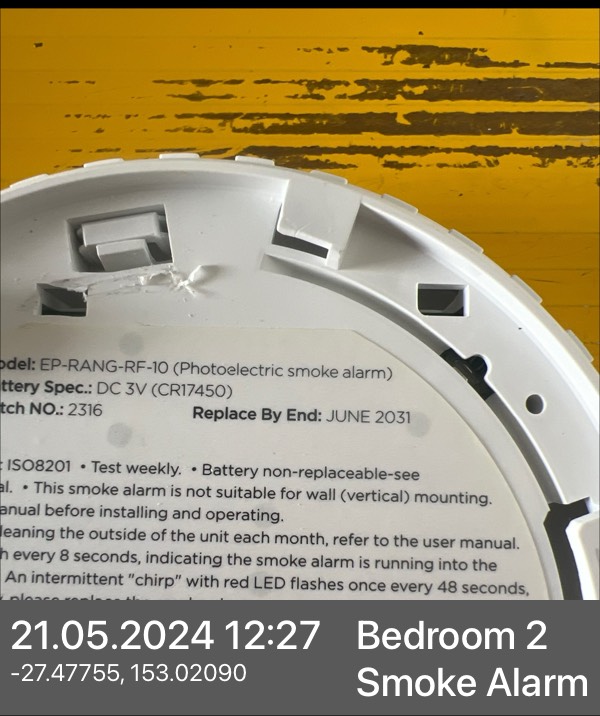 odel: EP-RANG-RF-10 (Photoelectric smoke alarm)
ttery Spec.: DC 3V (CR17450)
tch NO.: 2316 Replace By End: JUNE 2031
: ISO8201 • Test weekly. • Battery non-replaceable-see
al. • This smoke alarm is not suitable for wall (vertical) mounting.
anual before installing and operating.
leaning the outside of the unit each month, refer to the user manual.
h every 8 seconds, indicating the smoke alarm is running into the
An intermittent "chirp" with red LED flashes once every 48 seconds,
please replace the
21.05.2024 12:27
-27.47755, 153.02090
Bedroom 2
Smoke Alarm